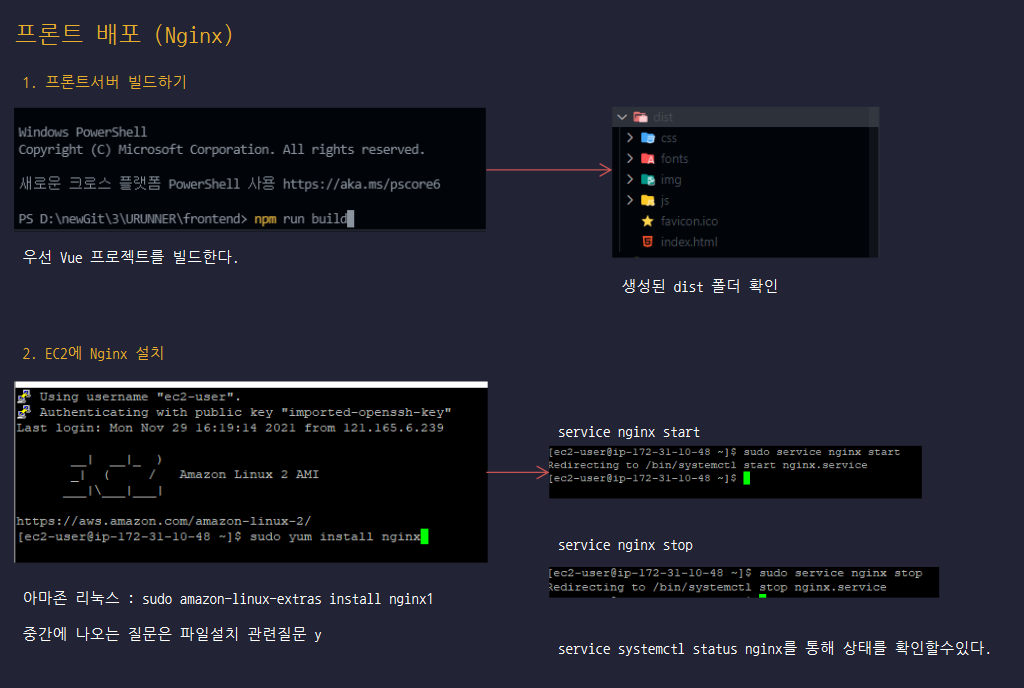 프론트 배포 (Nginx)
1. 프론트서버 빌드하기
Windows PowerShell
Copyright (C) Microsoft Corporation. All rights reserved.
새로운 크로스 플랫폼 PowerShell 사용 https://aka.ms/pscore6
PS D:\newGit\3\URUNNER\frontend> npm run build
우선 Vue 프로젝트를 빌드한다.
dist
css
fonts
img
js
favicon.ico
index.html
생성된 dist 폴더 확인
2. EC2에 Nginx 설치
Using username "ec2-user".
Authenticating with public key "imported-openssh-key"
Last login: Mon Nov 29 16:19:14 2021 from 121.165.6.239
__|  __|_  )
_|  (     /   Amazon Linux 2 AMI
___|\___|___|
https://aws.amazon.com/amazon-linux-2/
[ec2-user@ip-172-31-10-48 ~]$ sudo yum install nginx
아마존 리눅스 : sudo amazon-linux-extras install nginx1
중간에 나오는 질문은 파일설치 관련질문 y
service nginx start
[ec2-user@ip-172-31-10-48 ~]$ sudo service nginx start
Redirecting to /bin/systemctl start nginx.service
[ec2-user@ip-172-31-10-48 ~]$
service nginx stop
[ec2-user@ip-172-31-10-48 ~]$ sudo service nginx stop
Redirecting to /bin/systemctl stop nginx.service
service systemctl status nginx를 통해 상태를 확인할수있다.